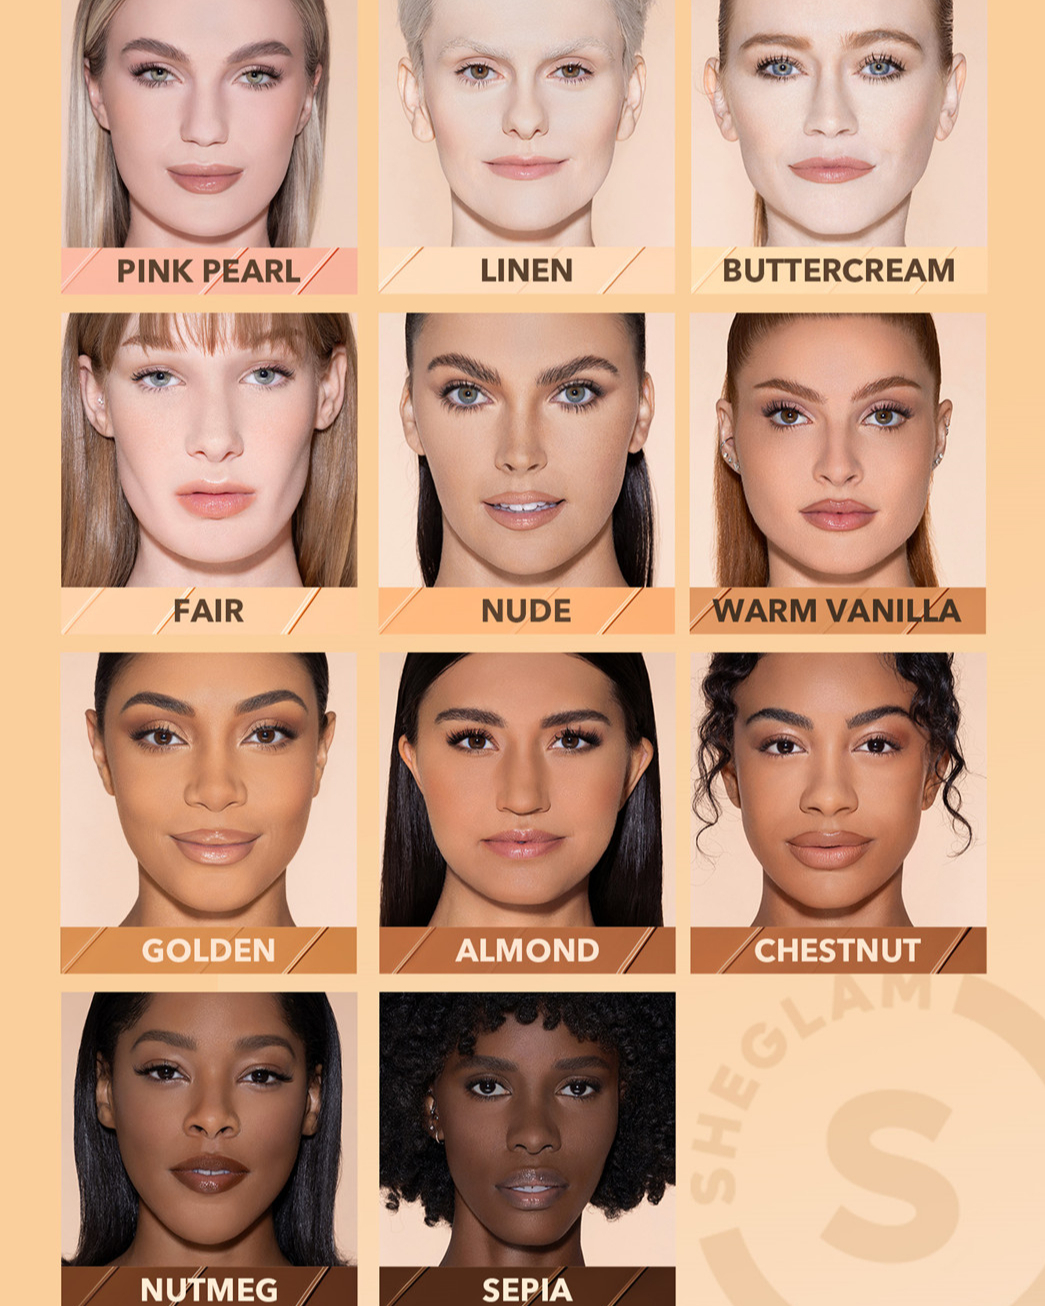 PINK PEARL
LINEN
BUTTERCREAM
FAIR
NUDE
WARM VANILLA
GOLDEN
ALMOND
CHESTNUT
SHEGLAM
S
NUTMEG
SEPIA